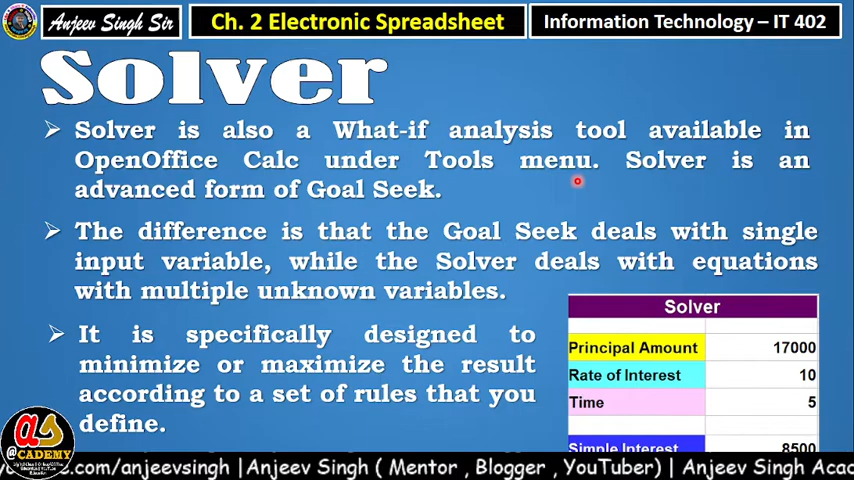 Anjeev Singh Sir
Ch. 2 Electronic Spreadsheet
Information Technology – IT 402
Solver
➢ Solver is also a What-if analysis tool available in
OpenOffice Calc under Tools menu. Solver is an
advanced form of Goal Seek.
➢ The difference is that the Goal Seek deals with single
input variable, while the Solver deals with equations
with multiple unknown variables.
➢ It is specifically designed to
minimize or maximize the result
according to a set of rules that you
define.
Solver
Principal Amount 17000
Rate of Interest 10
Time 5
Simple Interest 8500
@CADEMY
.com/anjeevsingh |Anjeev Singh ( Mentor , Blogger , YouTuber) | Anjeev Singh Aca